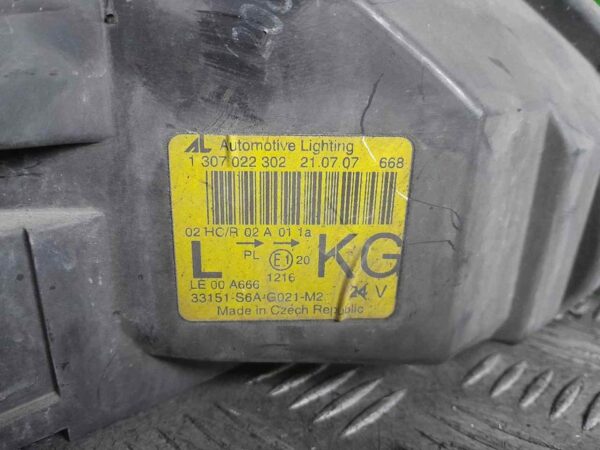 AL Automotive Lighting
1 307 022 302 21.07.07 668
02 HC/R 02 A 01 1a
L PL E1 20 KG
1216
LE 00 A666
33151-S6A-G021-M2 24 V
Made in Czech Republic